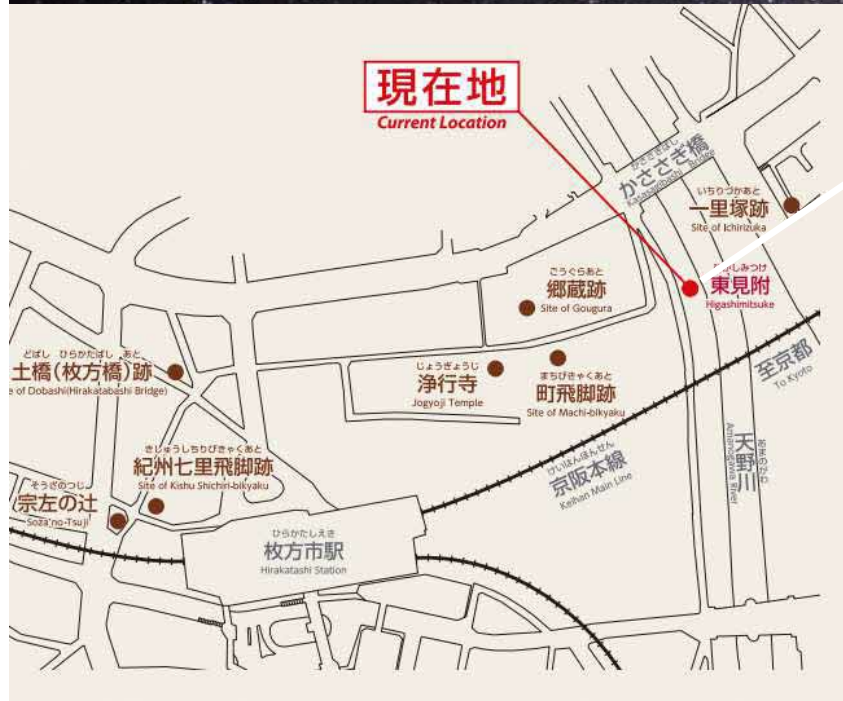 現在地
Current Location
かささぎばし
かささぎ橋
Kasasagibashi Bridge
いちりづかあと
一里塚跡
Site of Ichirizuka
東見附
Higashimitsuke
ごうぐらあと
郷蔵跡
Site of Gougura
じょうぎょうじ
浄行寺
Jogyoji Temple
まちびきゃくあと
町飛脚跡
Site of Machi-bikyaku
至京都
To Kyoto
どばし ひらかたばし あと
土橋(枚方橋)跡
of Dobashi(Hirakatabashi Bridge)
きしゅうしちりびきゃくあと
紀州七里飛脚跡
Site of Kishu Shichiri-bikyaku
そうざのつじ
宗左の辻
Soza'no-Tsuji
けいはんほんせん
京阪本線
Keihan Main Line
あまのがわ
天野川
Amanogawa River
ひらかたしえき
枚方市駅
Hirakatashi Station